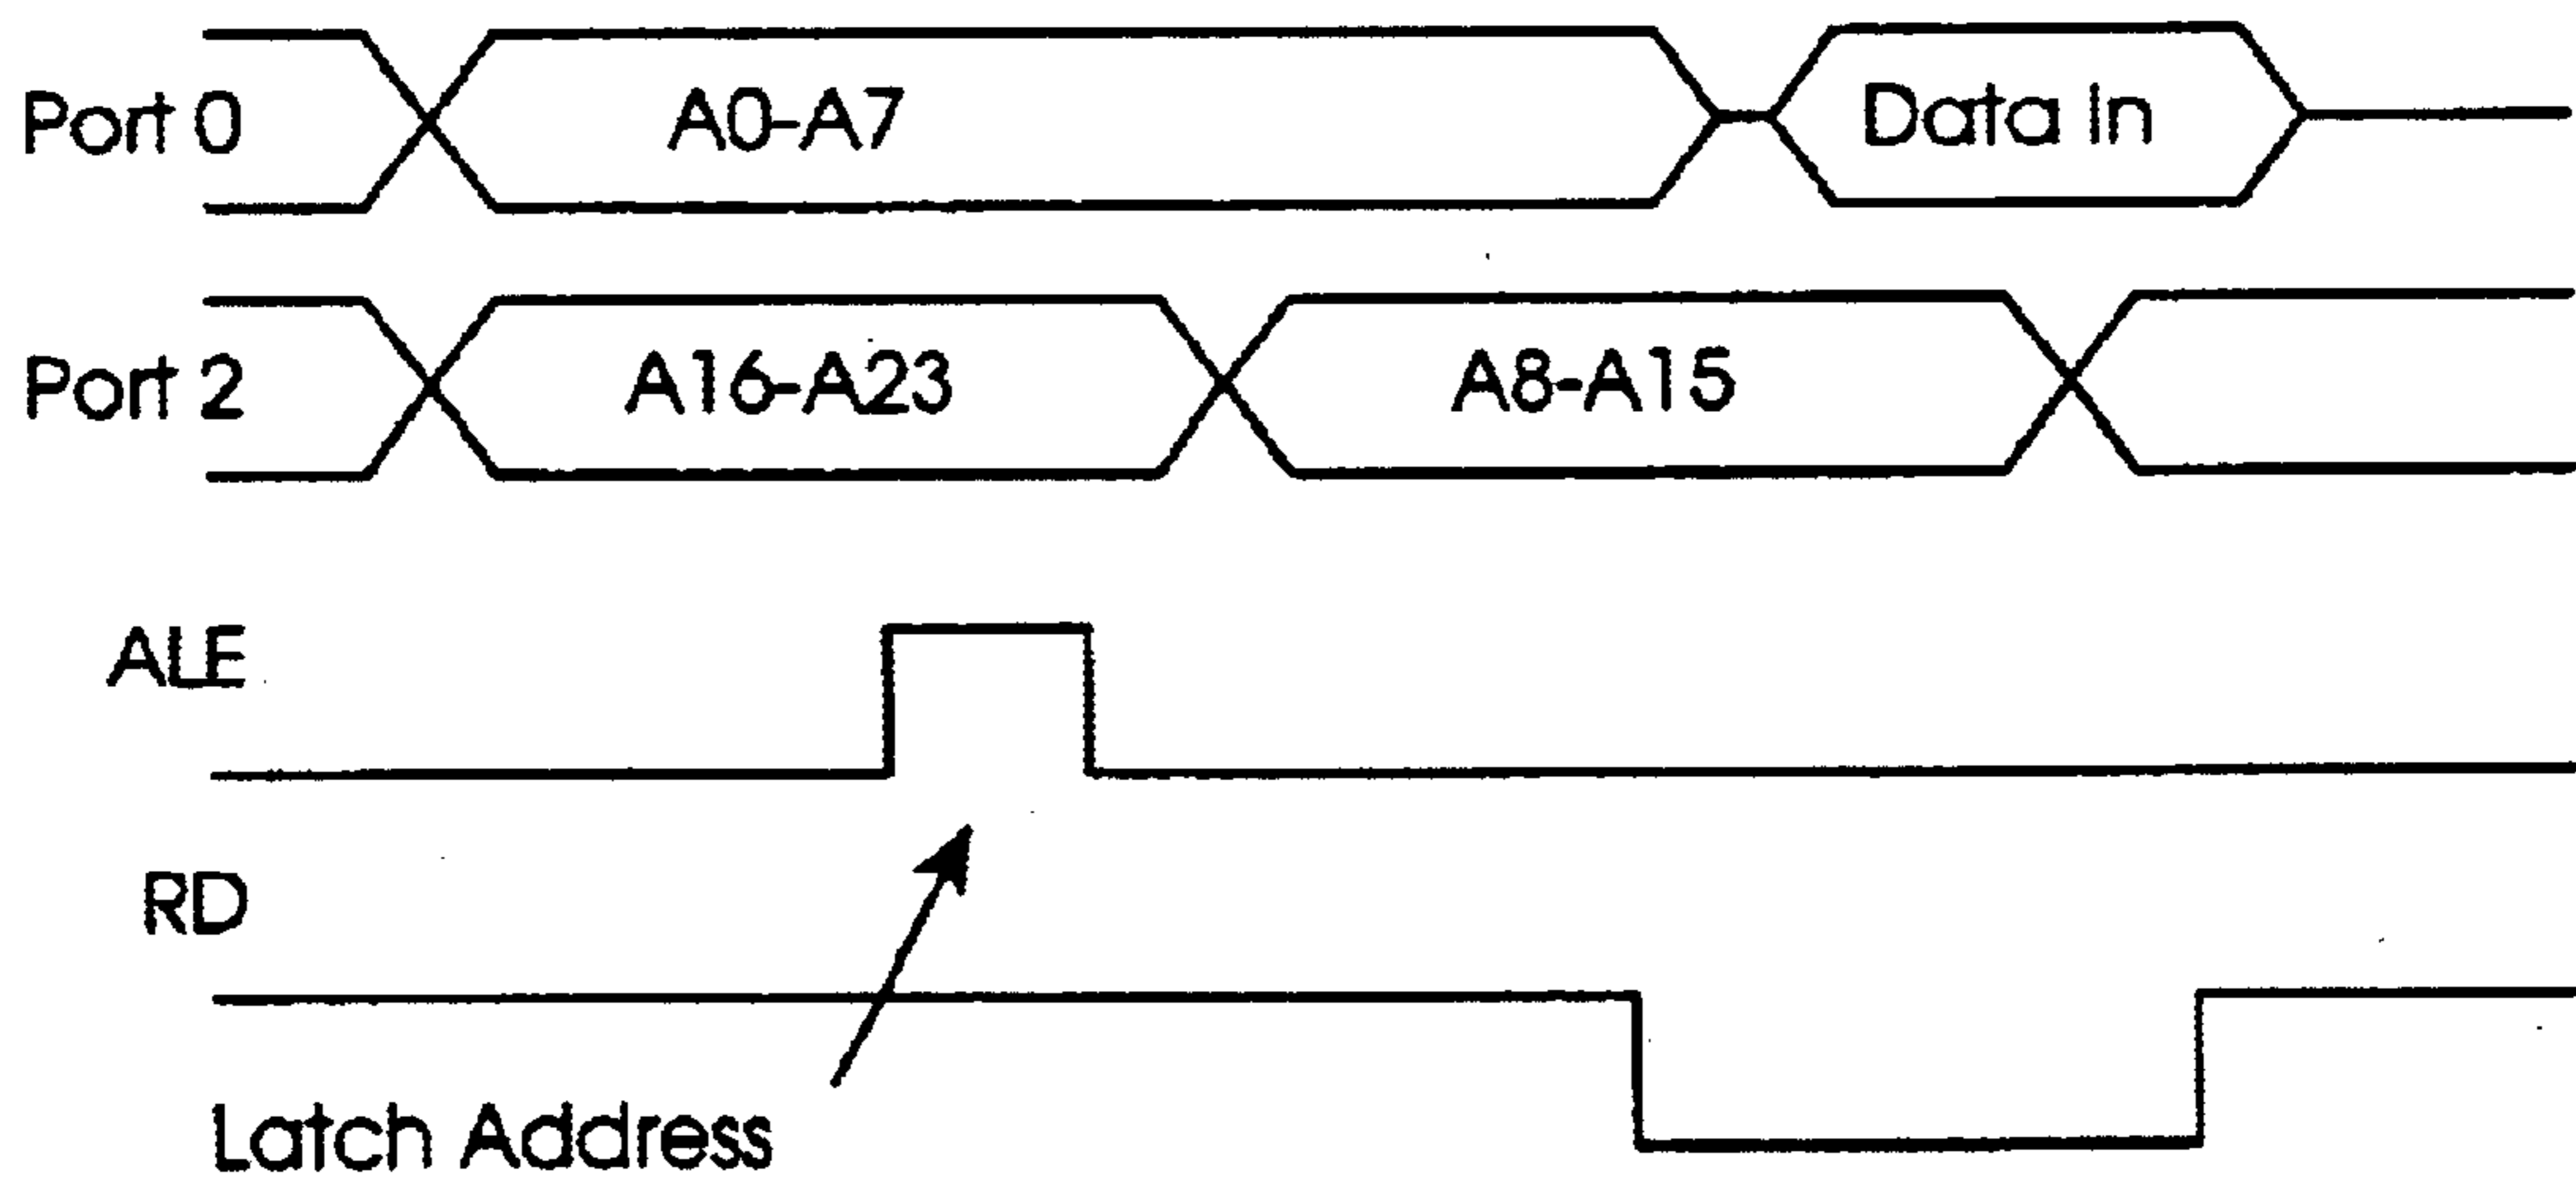 Port 0
A0-A7
Data In
Port 2
A16-A23
A8-A15
ALE
RD
Latch Address